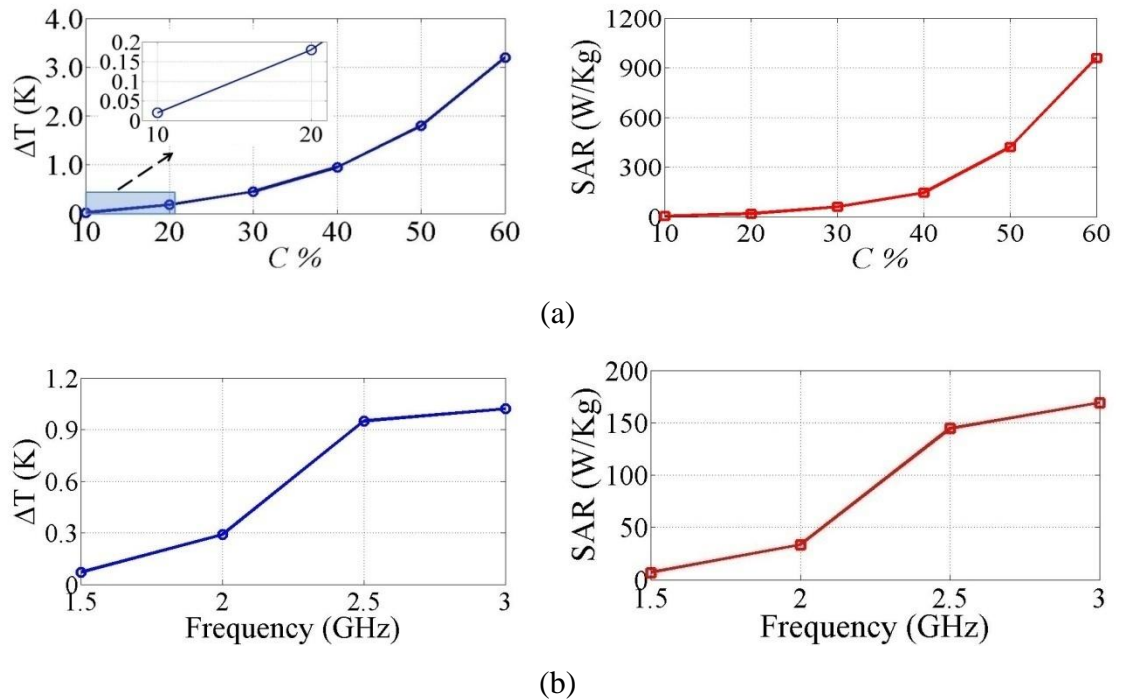 4.0
3.0
2.0
1.0
0
ΔT (K)
0.2
0.15
0.1
0.05
0
10 20
10 20 30 40 50 60
C %
1200
900
600
300
0
SAR (W/Kg)
10 20 30 40 50 60
C %
(a)
1.2
0.9
0.6
0.3
0
ΔT (K)
1.5 2 2.5 3
Frequency (GHz)
200
150
100
50
0
SAR (W/Kg)
1.5 2 2.5 3
Frequency (GHz)
(b)